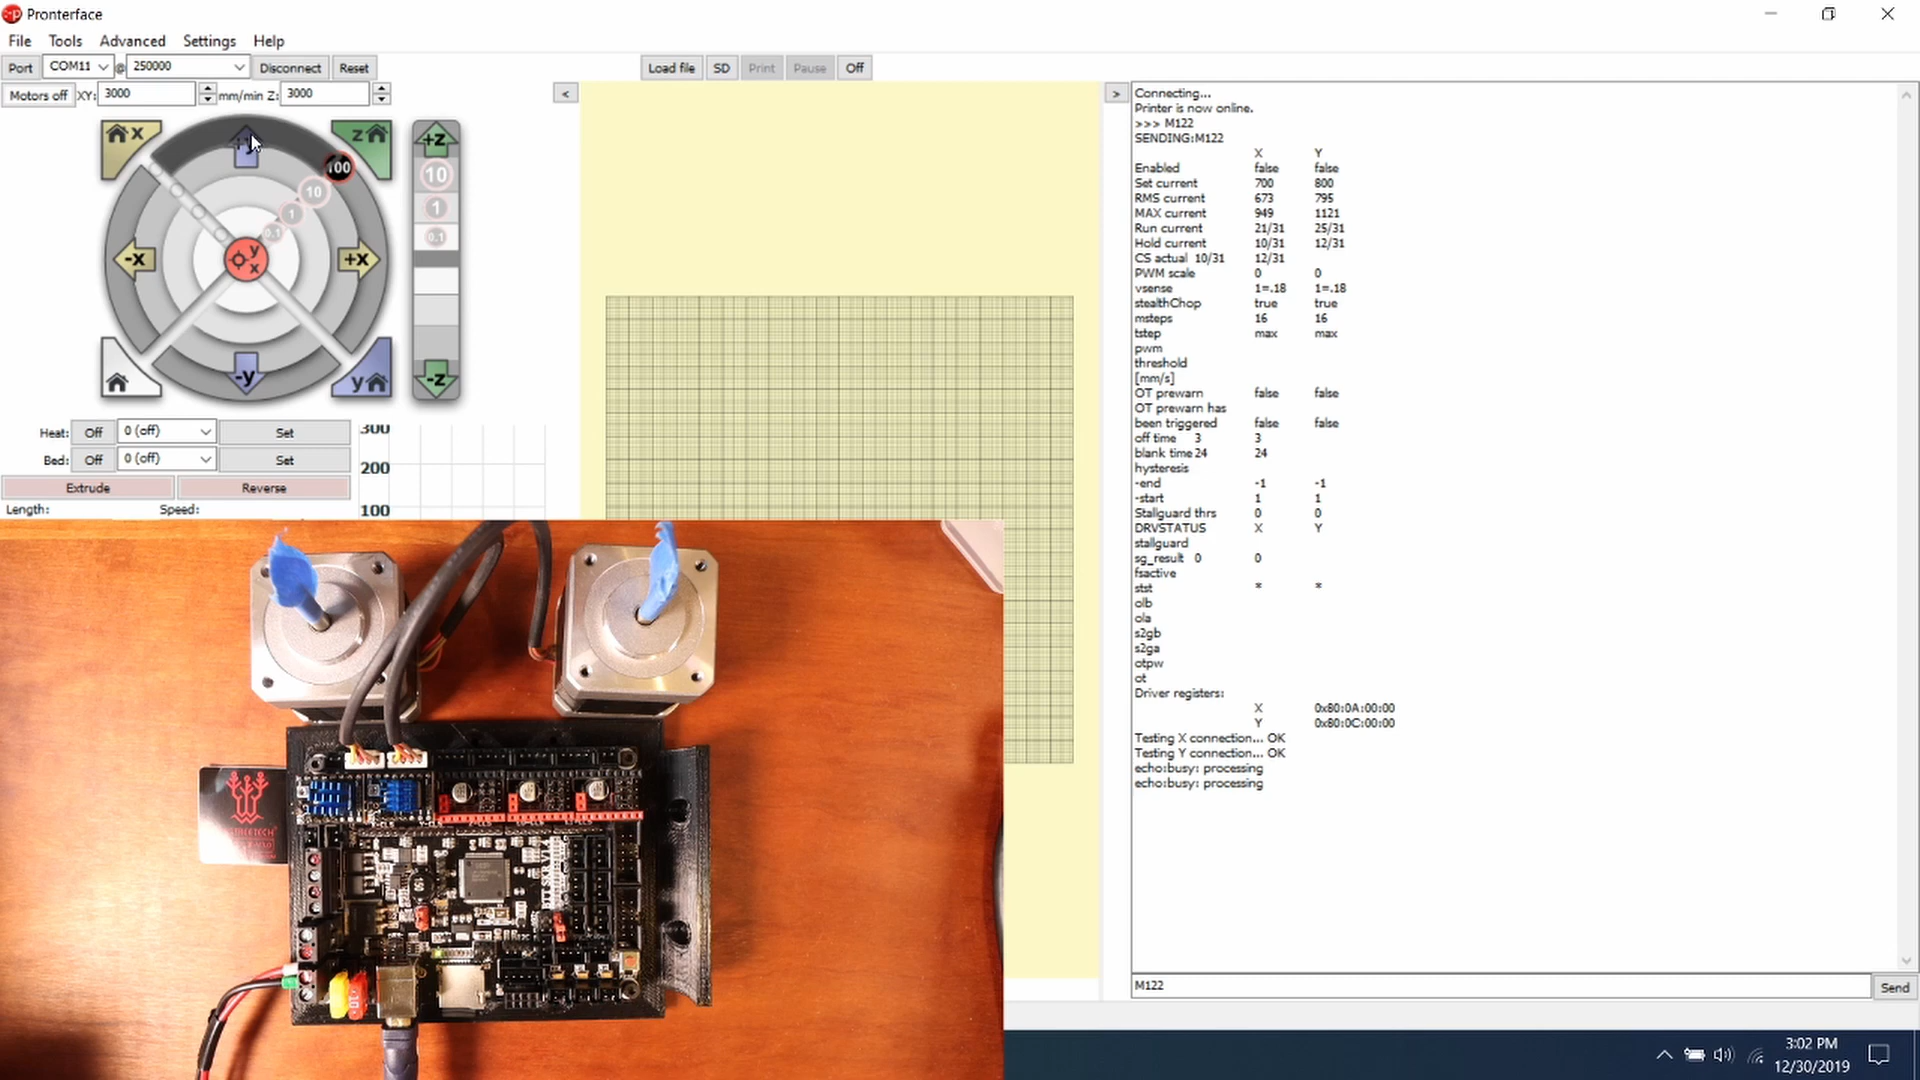 Pronterface
File Tools Advanced Settings Help
Port COM11 @ 250000 Disconnect Reset
Load file SD Print Pause Off
Motors off XY: 3000 mm/min Z: 3000
< >
x z
+y +z
100 10 1 0.1
10
1
0.1
-x y x +x
-y y -z
Heat: Off 0 (off) Set
Bed: Off 0 (off) Set
Extrude Reverse
Length: Speed:
300
200
100
Connecting...
Printer is now online.
>>> M122
SENDING:M122
X Y
Enabled false false
Set current 700 800
RMS current 673 795
MAX current 949 1121
Run current 21/31 25/31
Hold current 10/31 12/31
CS actual 10/31 12/31
PWM scale 0 0
vsense 1=.18 1=.18
stealthChop true true
msteps 16 16
tstep max max
pwm
threshold
[mm/s]
OT prewarn false false
OT prewarn has
been triggered false false
off time 3 3
blank time 24 24
hysteresis
-end -1 -1
-start 1 1
Stallguard thrs 0 0
DRVSTATUS X Y
stallguard
sg_result 0 0
fsactive
stst * *
olb
ola
s2gb
s2ga
otpw
ot
Driver registers:
X 0x80:0A:00:00
Y 0x80:0C:00:00
Testing X connection... OK
Testing Y connection... OK
echo:busy: processing
echo:busy: processing
M122 Send
3:02 PM
12/30/2019